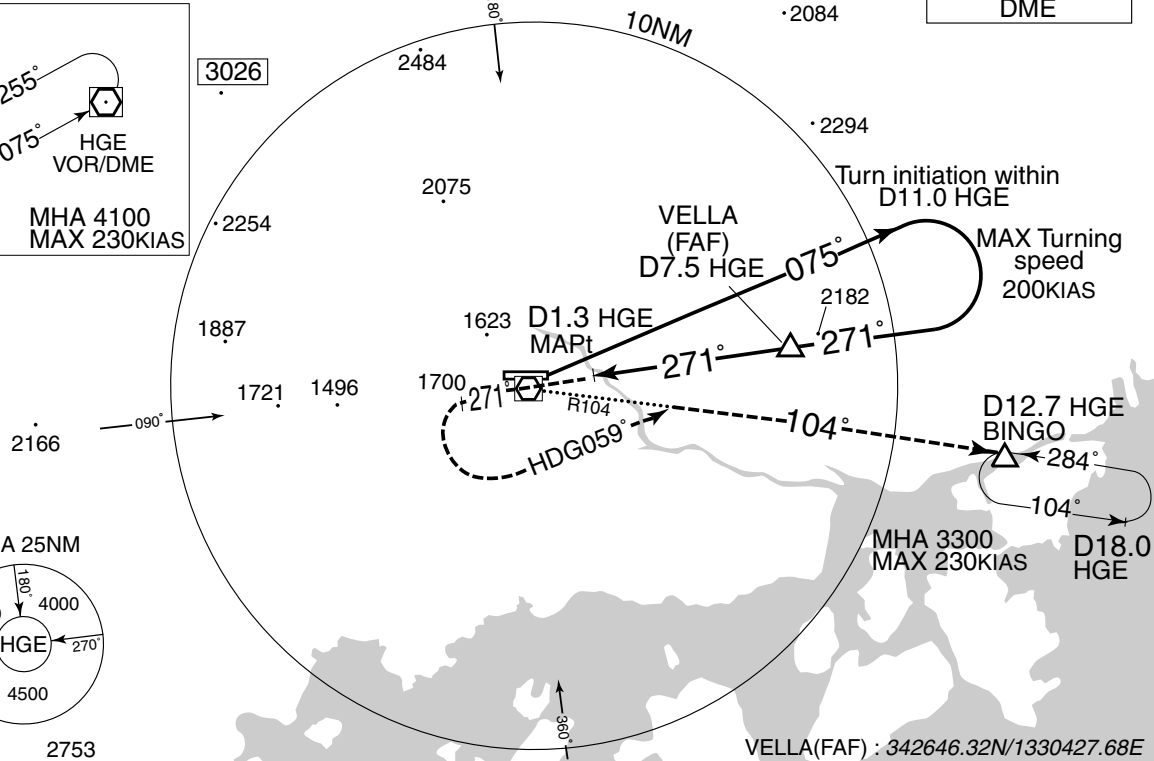 DME
10NM
2084
80°
2484
3026
2294
255°
075°
HGE
VOR/DME
MHA 4100
MAX 230KIAS
2075
2254
Turn initiation within
D11.0 HGE
VELLA
(FAF)
D7.5 HGE
075°
MAX Turning
speed
200KIAS
2182
271°
271°
D1.3 HGE
MAPt
1623
1887
1700
271°
1721
1496
R104
104°
HDG059°
090°
2166
D12.7 HGE
BINGO
284°
104°
D18.0
HGE
MHA 3300
MAX 230KIAS
A 25NM
180°
4000
HGE
270°
4500
2753
360°
VELLA(FAF) : 342646.32N/1330427.68E